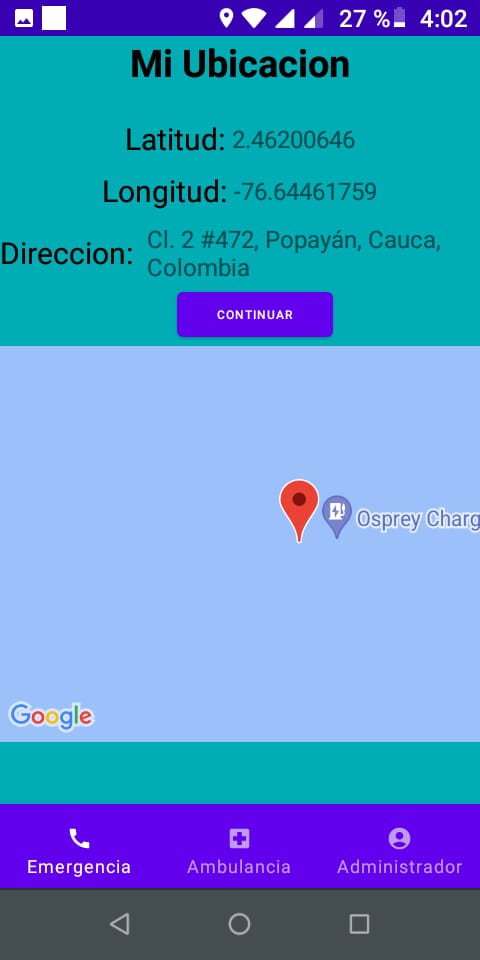 27 % 4:02
Mi Ubicacion
Latitud: 2.46200646
Longitud: -76.64461759
Direccion: Cl. 2 #472, Popayán, Cauca,
Colombia
CONTINUAR
Osprey Charg
Google
Emergencia Ambulancia Administrador